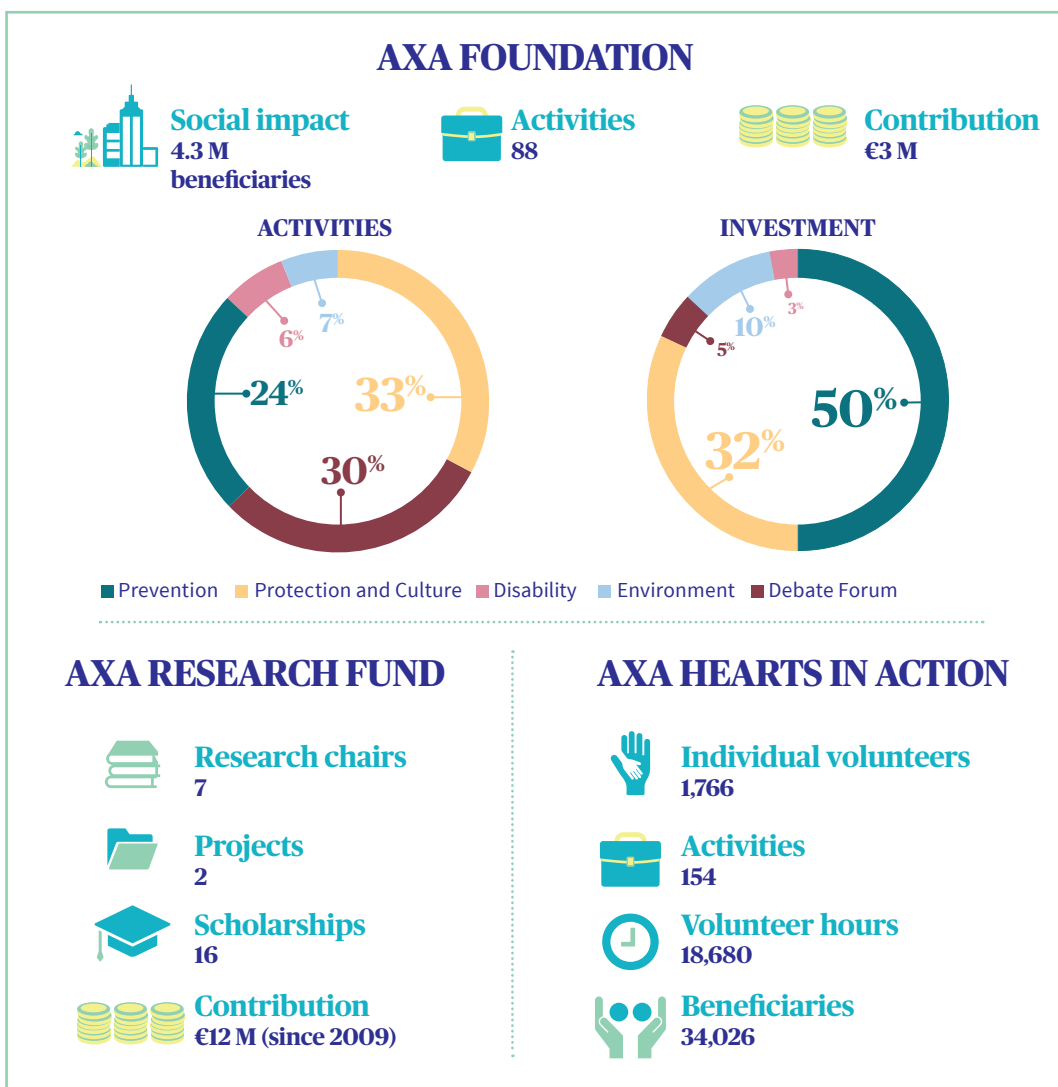 AXA FOUNDATION
Social impact
4.3 M
beneficiaries
Activities
88
Contribution
€3 M
ACTIVITIES
7%
6%
24%
33%
30%
INVESTMENT
3%
10%
5%
50%
32%
Prevention Protection and Culture Disability Environment Debate Forum
AXA RESEARCH FUND
Research chairs
7
Projects
2
Scholarships
16
Contribution
€12 M (since 2009)
AXA HEARTS IN ACTION
Individual volunteers
1,766
Activities
154
Volunteer hours
18,680
Beneficiaries
34,026